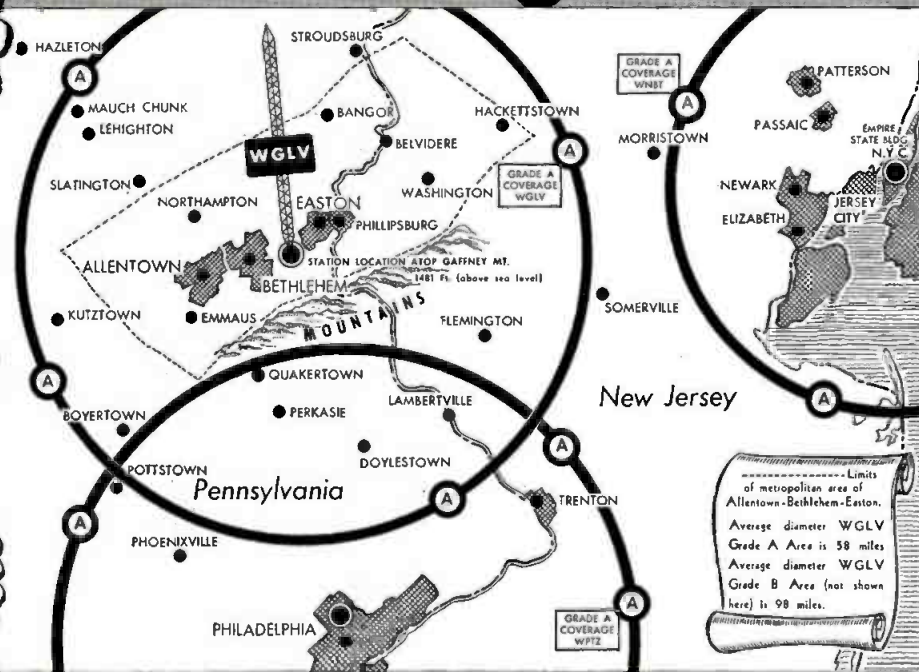 HAZLETON
STROUDSBURG
A
MAUCH CHUNK
LEHIGHTON
BANGOR
HACKETTSTOWN
WGLV
BELVIDERE
A
SLATINGTON
WASHINGTON
GRADE A
COVERAGE
WGLV
NORTHAMPTON
EASTON
PHILLIPSBURG
ALLENTOWN
STATION LOCATION ATOP GAFFNEY MT.
1481 Ft. (above sea level)
BETHLEHEM
MOUNTAINS
KUTZTOWN
EMMAUS
FLEMINGTON
SOMERVILLE
A
QUAKERTOWN
PERKASIE
LAMBERTVILLE
BOYERTOWN
DOYLESTOWN
A
POTTSTOWN
Pennsylvania
A
TRENTON
A
PHOENIXVILLE
PHILADELPHIA
GRADE A
COVERAGE
WPTZ
A
GRADE A
COVERAGE
WNBT
A
PATTERSON
PASSAIC
MORRISTOWN
EMPIRE
STATE BLDG
N.Y.C.
NEWARK
JERSEY
CITY
ELIZABETH
New Jersey
A
Limits
of metropolitan area of
Allentown-Bethlehem-Easton.
Average diameter WGLV
Grade A Area is 58 miles
Average diameter WGLV
Grade B Area (not shown
here) is 98 miles.